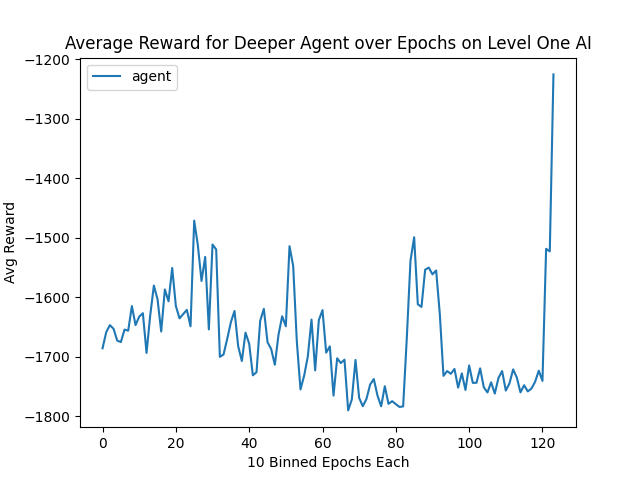 Average Reward for Deeper Agent over Epochs on Level One AI
agent
Avg Reward
−1200
−1300
−1400
−1500
−1600
−1700
−1800
0 20 40 60 80 100 120
10 Binned Epochs Each